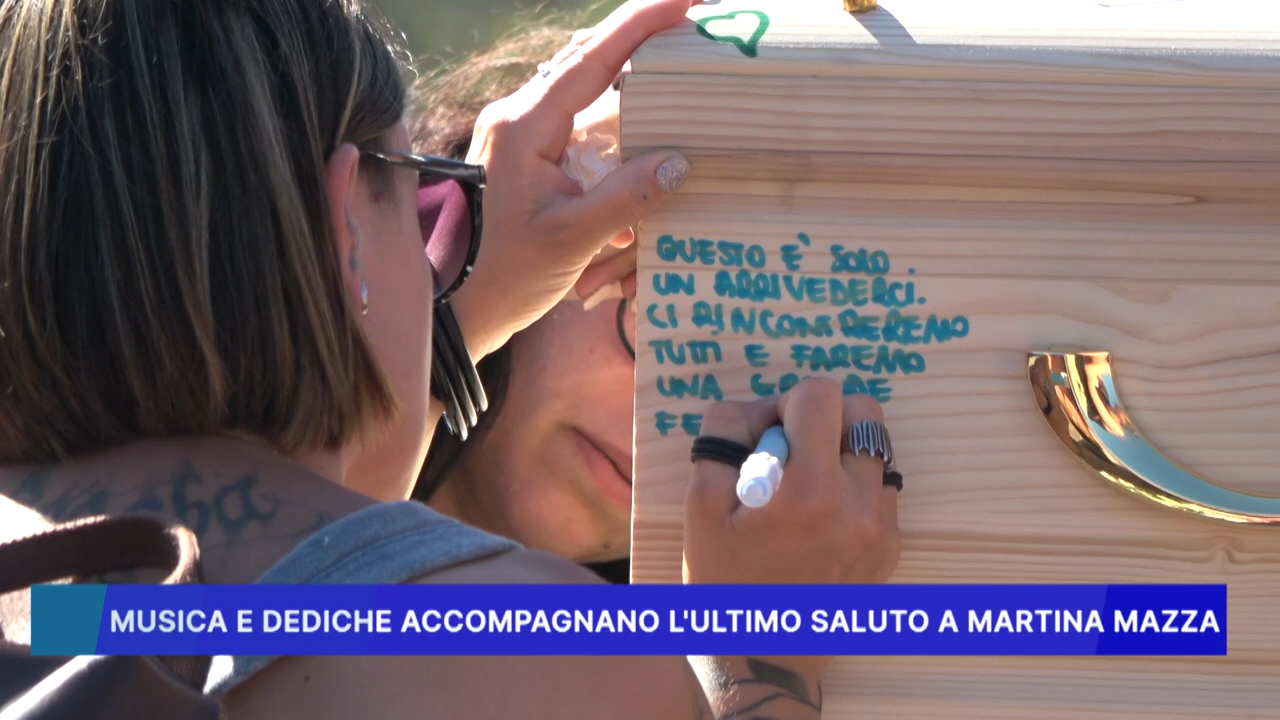 QUESTO E' SOLO
UN ARRIVEDERCI.
CI RINCONTREREMO
TUTTI E FAREMO
UNA
MUSICA E DEDICHE ACCOMPAGNANO L'ULTIMO SALUTO A MARTINA MAZZA